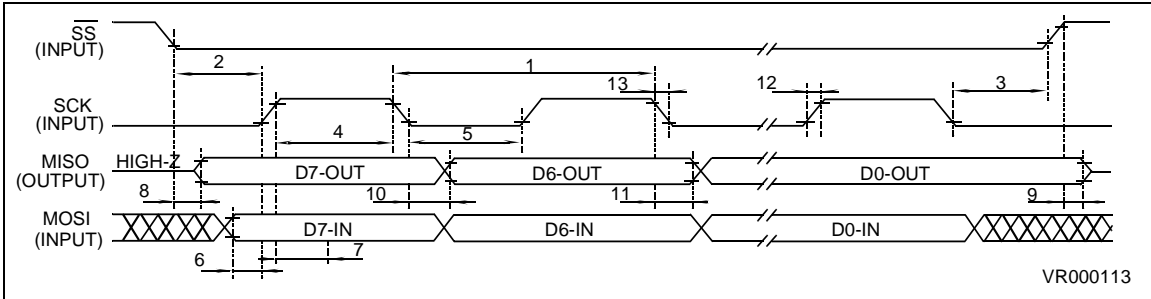 SS
(INPUT)
2
1
13
12
3
SCK
(INPUT)
4
5
MISO
(OUTPUT)
HIGH-Z
D7-OUT
D6-OUT
D0-OUT
8
10
11
9
MOSI
(INPUT)
D7-IN
D6-IN
D0-IN
6
7
VR000113